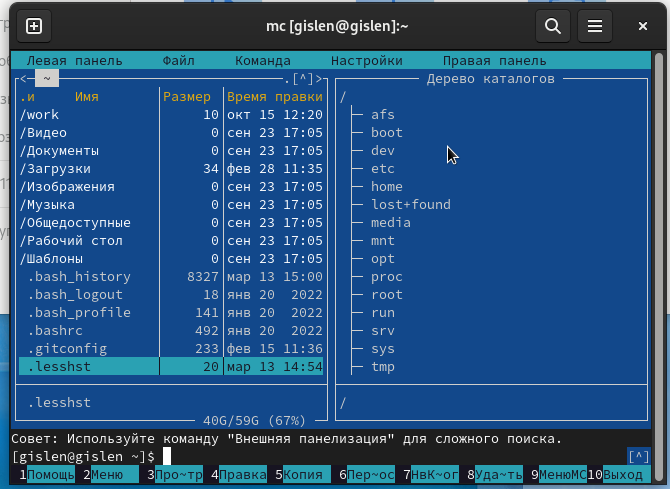 mc [gislen@gislen]:~
Левая панель Файл Команда Настройки Правая панель
<─ ~ .[^]> Дерево каталогов
.и Имя Размер Время правки /
/work 10 окт 15 12:20 afs
/Видео 0 сен 23 17:05 boot
/Документы 0 сен 23 17:05 dev
/Загрузки 34 фев 28 11:35 etc
/Изображения 0 сен 23 17:05 home
/Музыка 0 сен 23 17:05 lost+found
/Общедоступные 0 сен 23 17:05 media
/Рабочий стол 0 сен 23 17:05 mnt
/Шаблоны 0 сен 23 17:05 opt
.bash_history 8327 мар 13 15:00 proc
.bash_logout 18 янв 20 2022 root
.bash_profile 141 янв 20 2022 run
.bashrc 492 янв 20 2022 srv
.gitconfig 233 фев 15 11:36 sys
.lesshst 20 мар 13 14:54 tmp
.lesshst /
40G/59G (67%)
Совет: Используйте команду "Внешняя панелизация" для сложного поиска.
[gislen@gislen ~]$ [^]
1Помощь 2Меню 3Про~тр 4Правка 5Копия 6Пер~ос 7НвК~ог 8Уда~ть 9МенюMC 10Выход